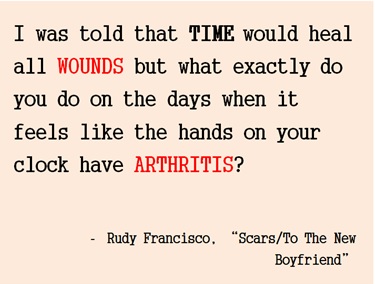 I was told that TIME would heal
all WOUNDS but what exactly do
you do on the days when it
feels like the hands on your
clock have ARTHRITIS?
- Rudy Francisco, “Scars/To The New
Boyfriend”